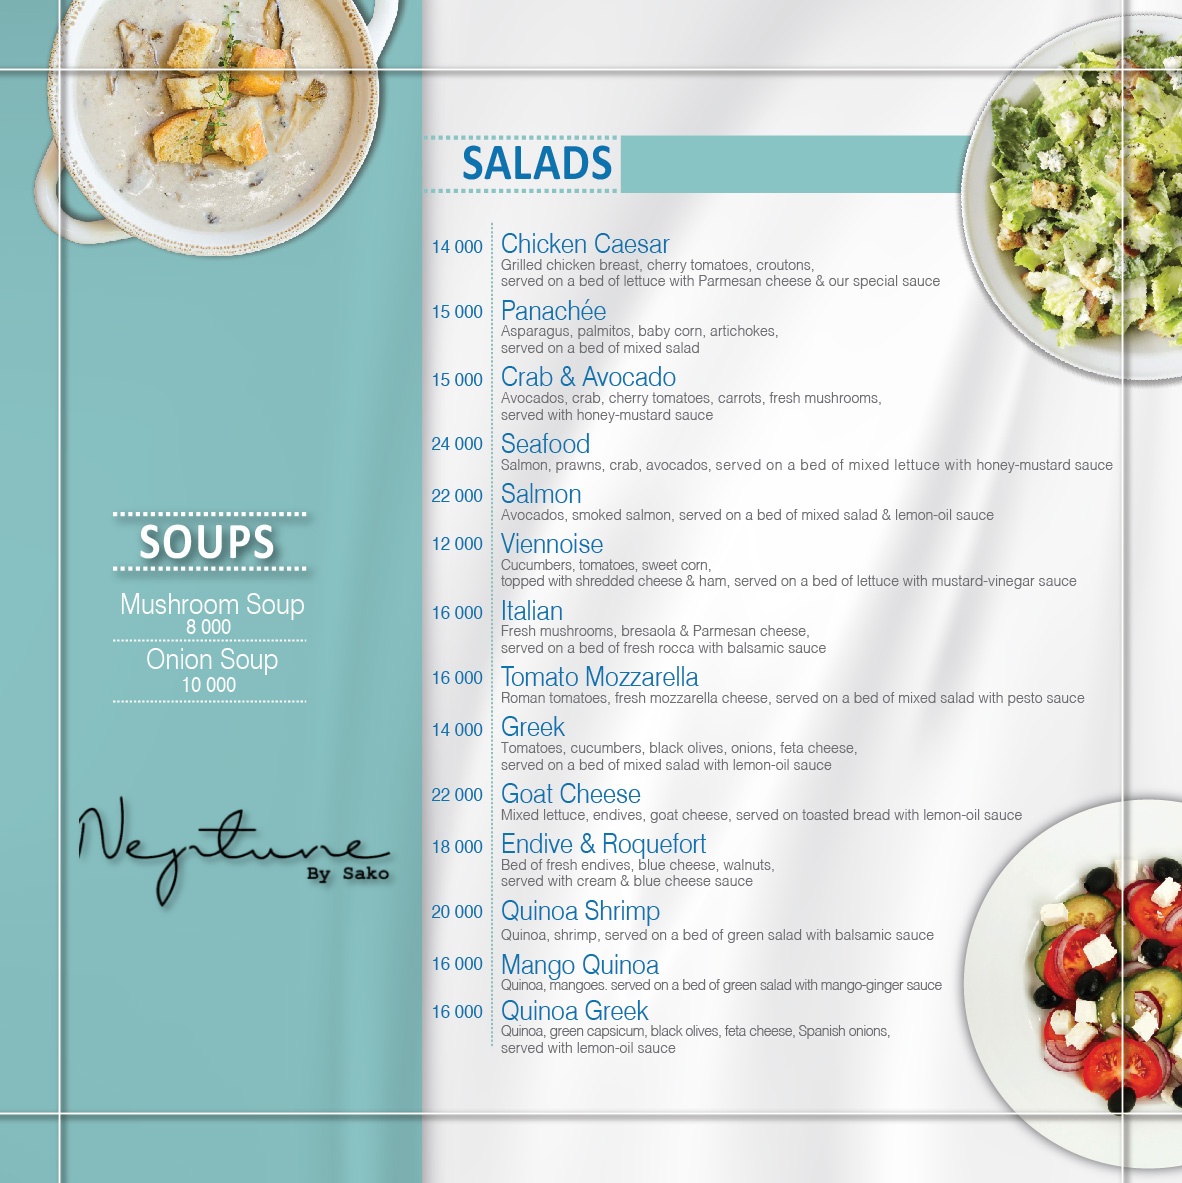 SALADS
14 000 Chicken Caesar
Grilled chicken breast, cherry tomatoes, croutons,
served on a bed of lettuce with Parmesan cheese & our special sauce
15 000 Panachée
Asparagus, palmitos, baby corn, artichokes,
served on a bed of mixed salad
15 000 Crab & Avocado
Avocados, crab, cherry tomatoes, carrots, fresh mushrooms,
served with honey-mustard sauce
24 000 Seafood
Salmon, prawns, crab, avocados, served on a bed of mixed lettuce with honey-mustard sauce
22 000 Salmon
Avocados, smoked salmon, served on a bed of mixed salad & lemon-oil sauce
12 000 Viennoise
Cucumbers, tomatoes, sweet corn,
topped with shredded cheese & ham, served on a bed of lettuce with mustard-vinegar sauce
16 000 Italian
Fresh mushrooms, bresaola & Parmesan cheese,
served on a bed of fresh rocca with balsamic sauce
16 000 Tomato Mozzarella
Roman tomatoes, fresh mozzarella cheese, served on a bed of mixed salad with pesto sauce
14 000 Greek
Tomatoes, cucumbers, black olives, onions, feta cheese,
served on a bed of mixed salad with lemon-oil sauce
22 000 Goat Cheese
Mixed lettuce, endives, goat cheese, served on toasted bread with lemon-oil sauce
18 000 Endive & Roquefort
Bed of fresh endives, blue cheese, walnuts,
served with cream & blue cheese sauce
20 000 Quinoa Shrimp
Quinoa, shrimp, served on a bed of green salad with balsamic sauce
16 000 Mango Quinoa
Quinoa, mangoes. served on a bed of green salad with mango-ginger sauce
16 000 Quinoa Greek
Quinoa, green capsicum, black olives, feta cheese, Spanish onions,
served with lemon-oil sauce
SOUPS
Mushroom Soup
8 000
Onion Soup
10 000
Neptune
By Sako